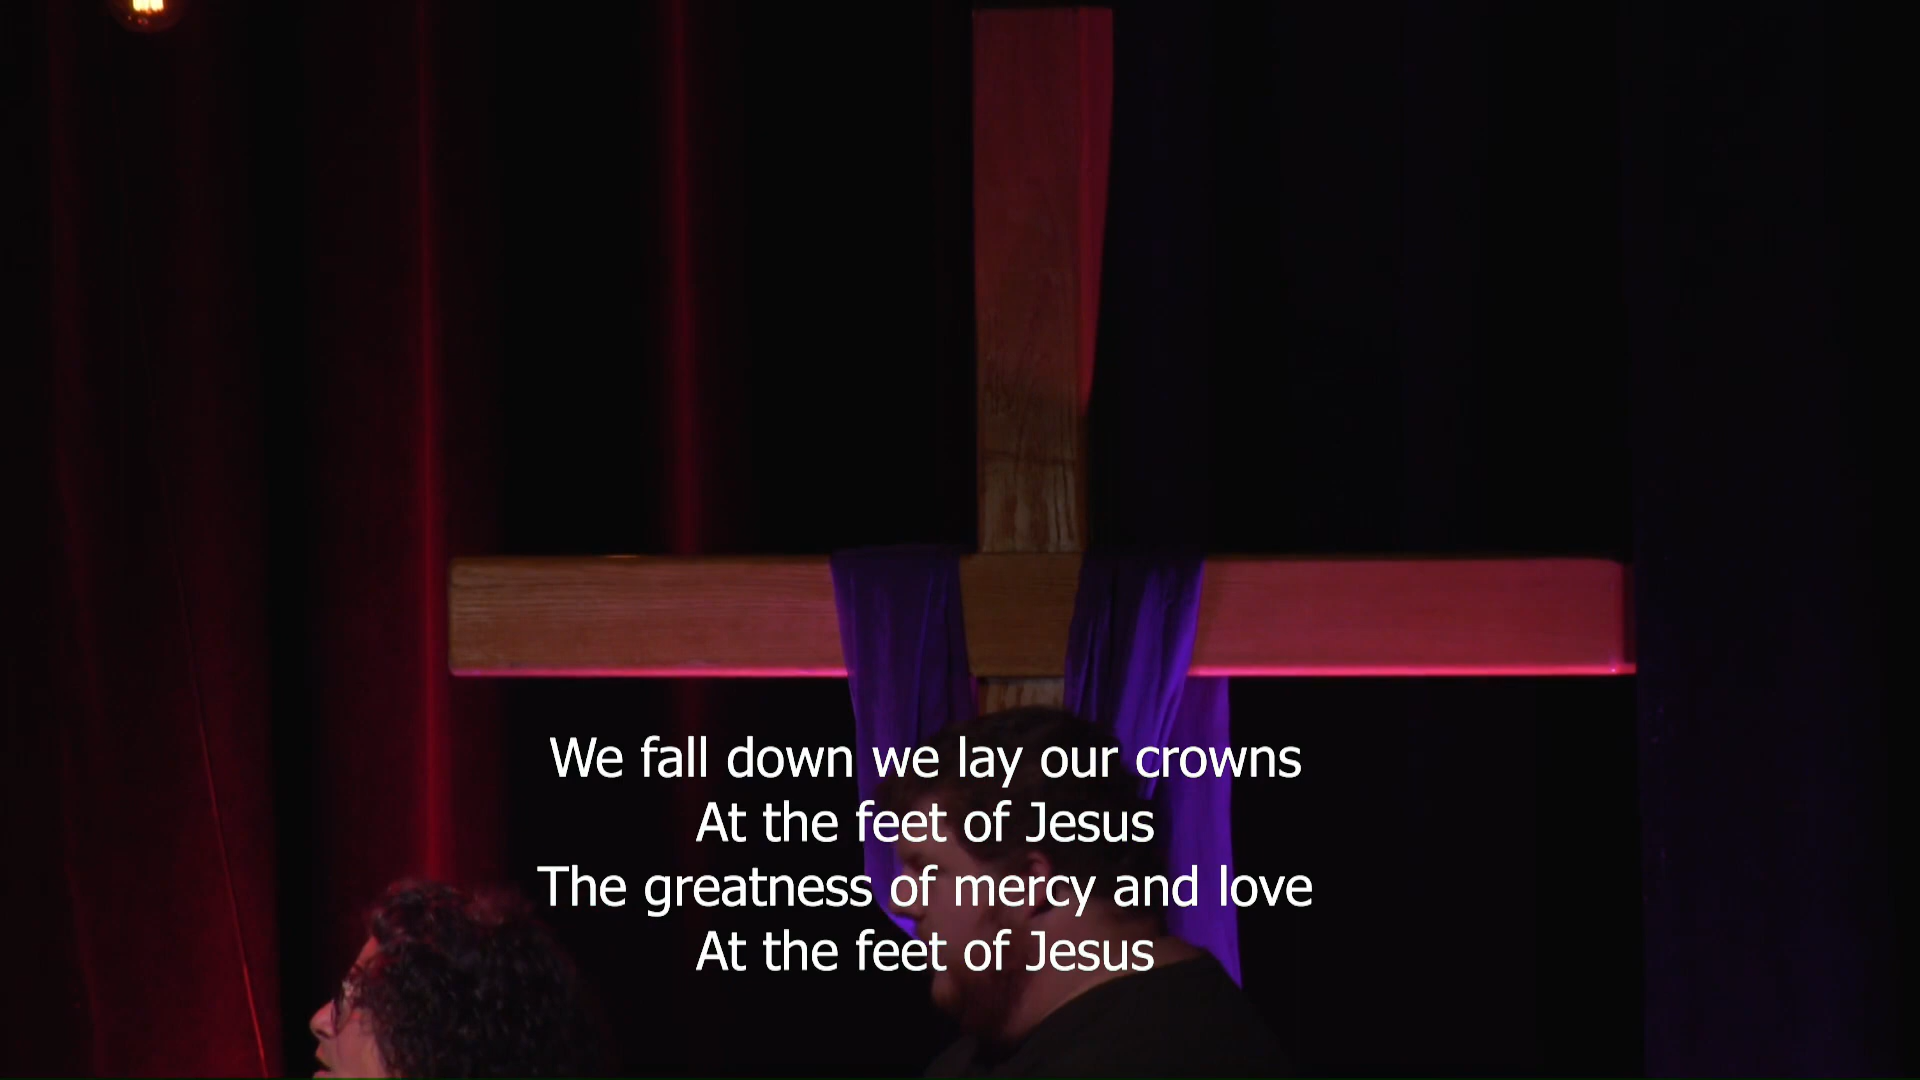 We fall down we lay our crowns
At the feet of Jesus
The greatness of mercy and love
At the feet of Jesus